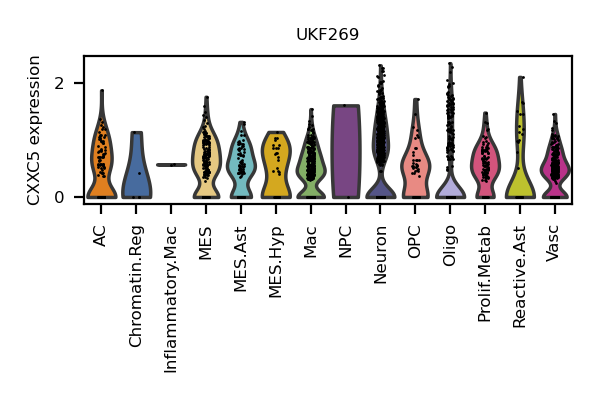 UKF269
CXXC5 expression
2
0
AC
Chromatin.Reg
Inflammatory.Mac
MES
MES.Ast
MES.Hyp
Mac
NPC
Neuron
OPC
Oligo
Prolif.Metab
Reactive.Ast
Vasc